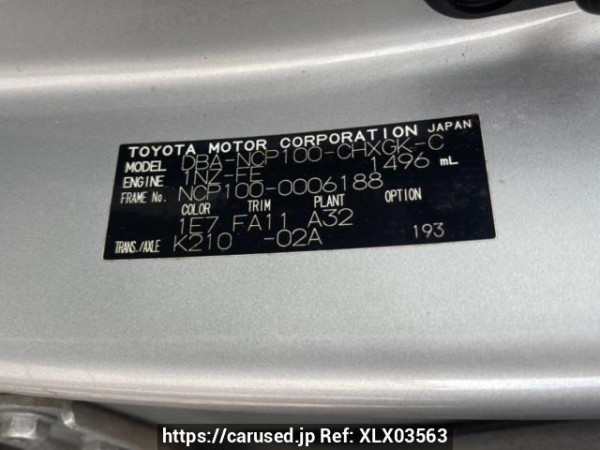 TOYOTA MOTOR CORPORATION JAPAN
MODEL DBA-NCP100-CHXGK-C
ENGINE 1NZ-FE 1496 mL
FRAME No. NCP100-0006188
COLOR TRIM PLANT OPTION
1E7 FA11 A32
TRANS./AXLE K210 -02A 193
https://carused.jp Ref: XLX03563